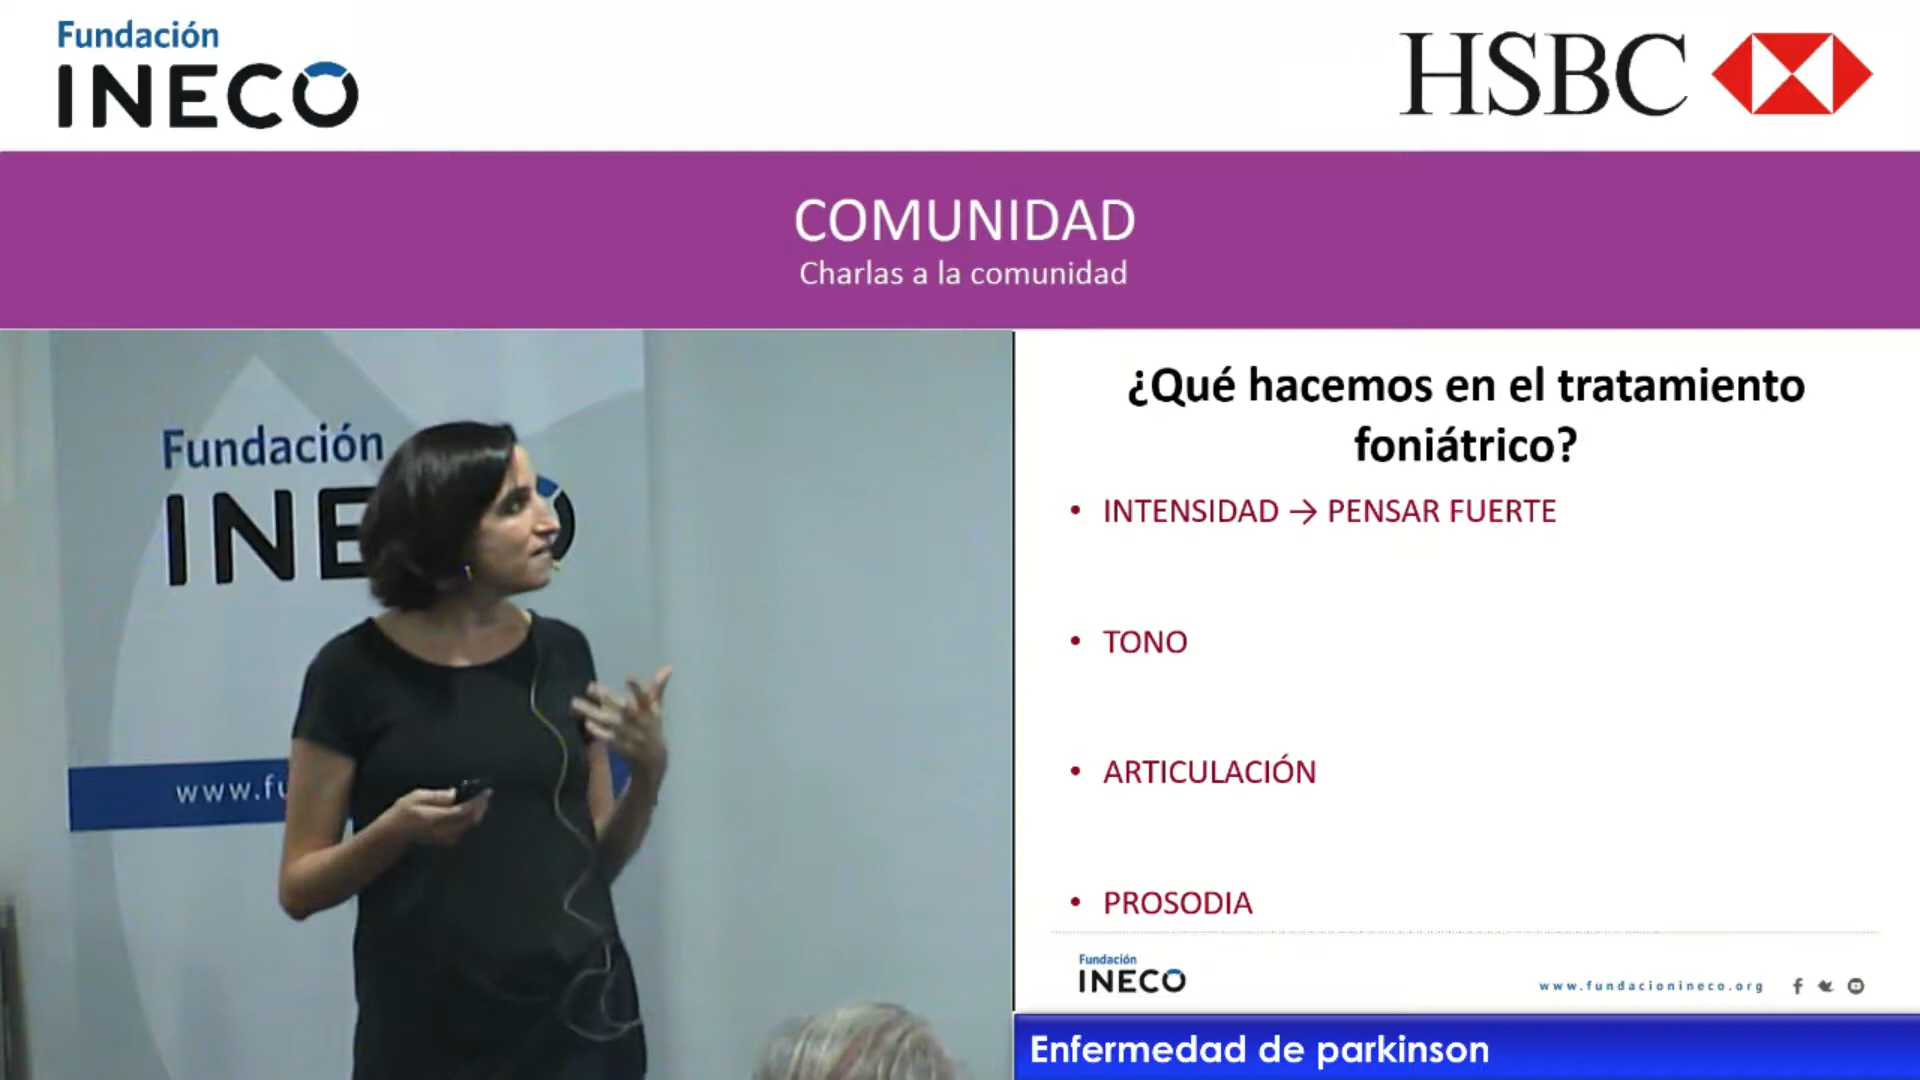 Fundación
INECO
HSBC
COMUNIDAD
Charlas a la comunidad
Fundación
INE
www.fu
¿Qué hacemos en el tratamiento
foniátrico?
• INTENSIDAD → PENSAR FUERTE
• TONO
• ARTICULACIÓN
• PROSODIA
Fundación
INECO
www.fundacionineco.org
Enfermedad de parkinson